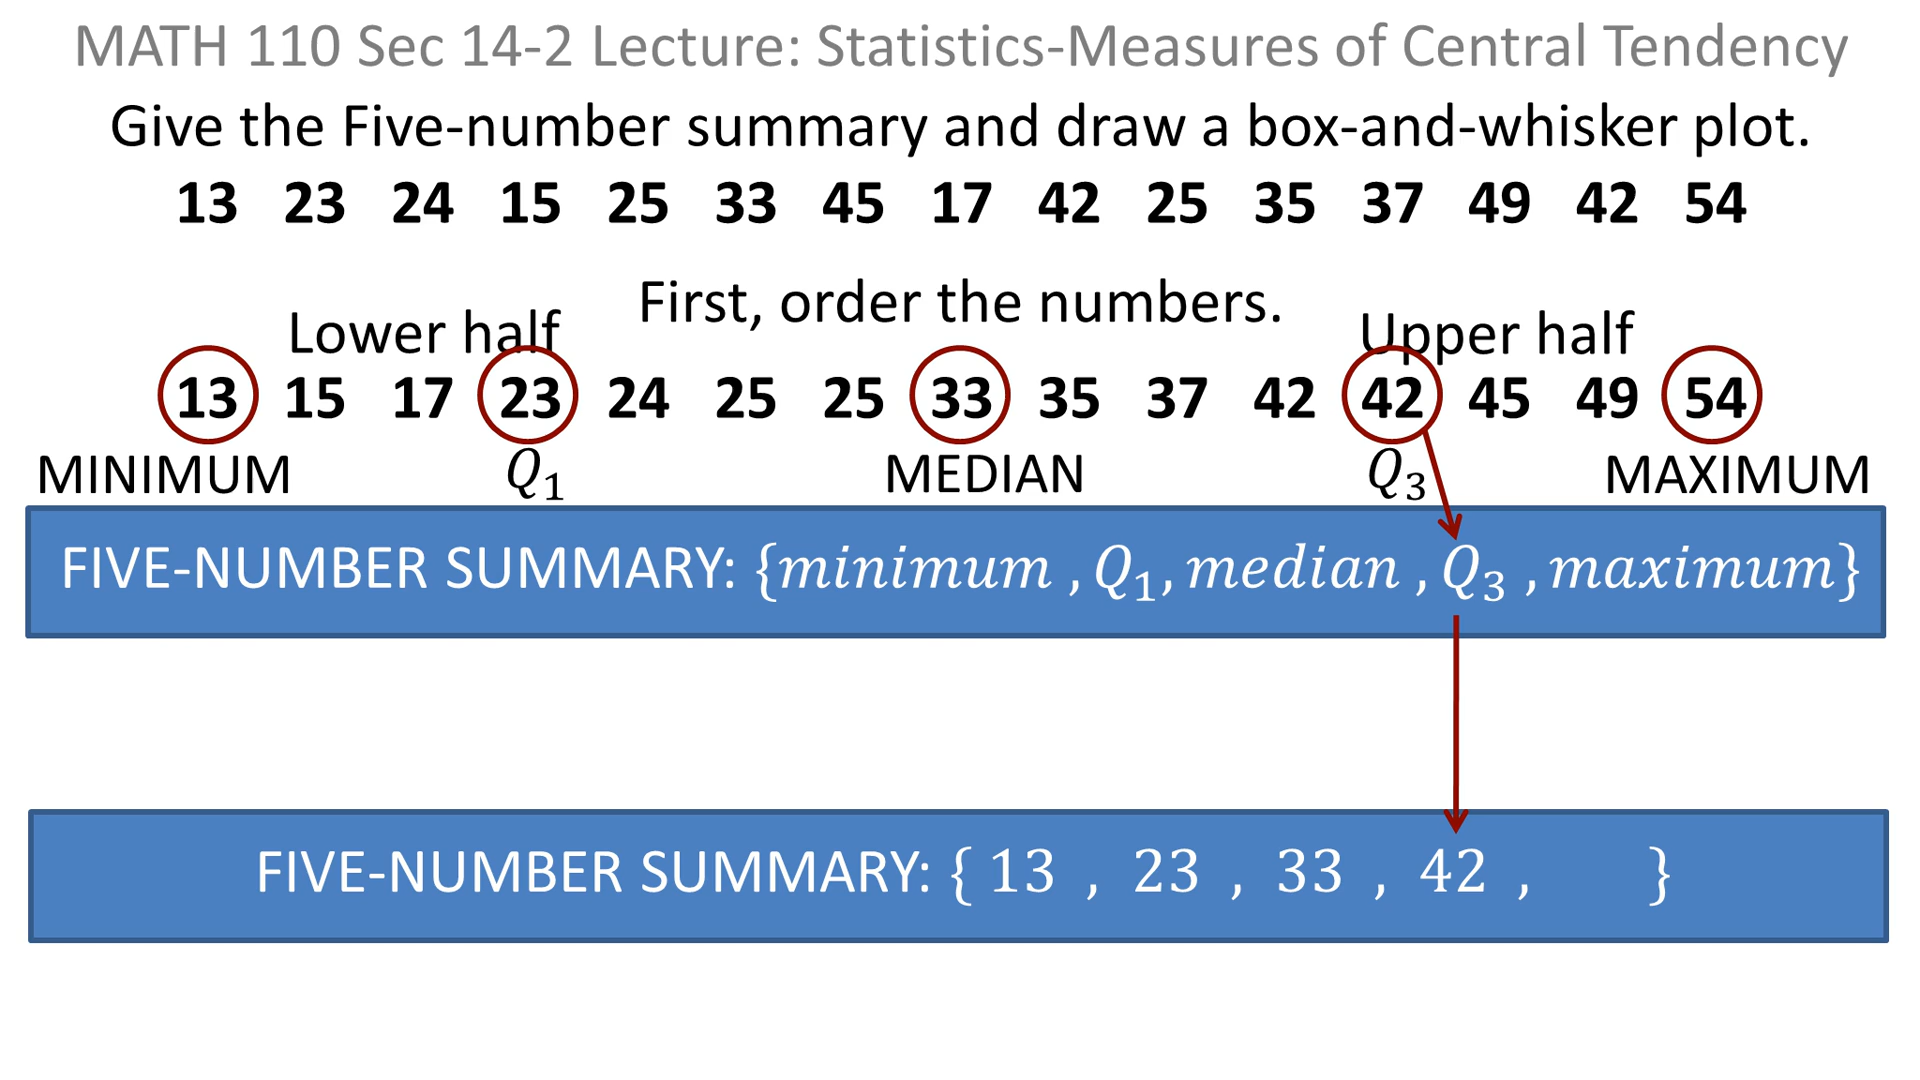 MATH 110 Sec 14-2 Lecture: Statistics-Measures of Central Tendency
Give the Five-number summary and draw a box-and-whisker plot.
13 23 24 15 25 33 45 17 42 25 35 37 49 42 54
First, order the numbers.
Lower half Upper half
13 15 17 23 24 25 25 33 35 37 42 42 45 49 54
MINIMUM Q₁ MEDIAN Q₃ MAXIMUM
FIVE-NUMBER SUMMARY: {minimum , Q₁, median , Q₃ , maximum}
FIVE-NUMBER SUMMARY: { 13 , 23 , 33 , 42 , }